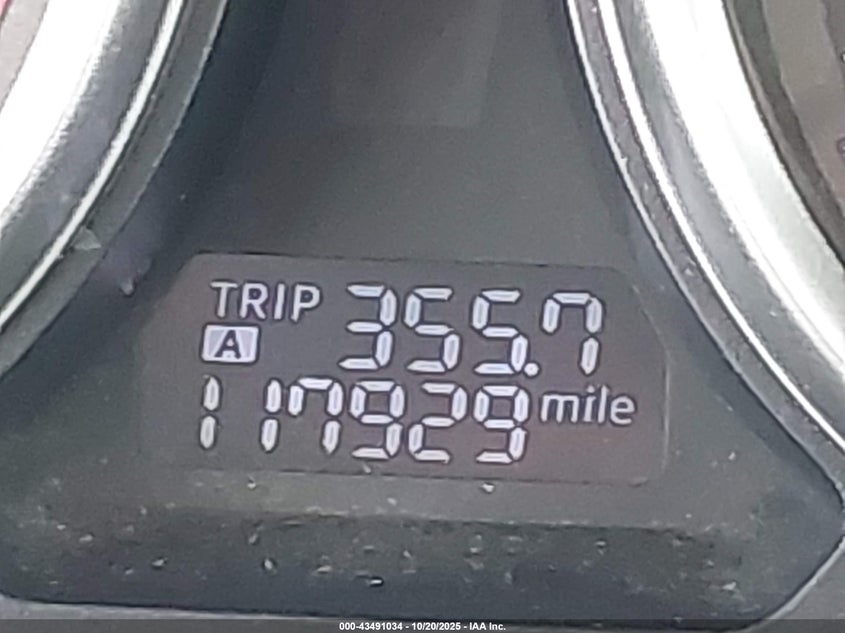 TRIP 355.7
A
117929 mile
000-43491034 - 10/20/2025 - IAA Inc.